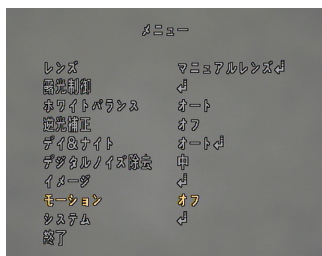 メニュー
レンズ マニュアルレンズ↲
露光制御 ↲
ホワイトバランス オート
逆光補正 オフ
デイ&ナイト オート↲
デジタルノイズ除去 中
イメージ ↲
モーション オフ
システム ↲
終了